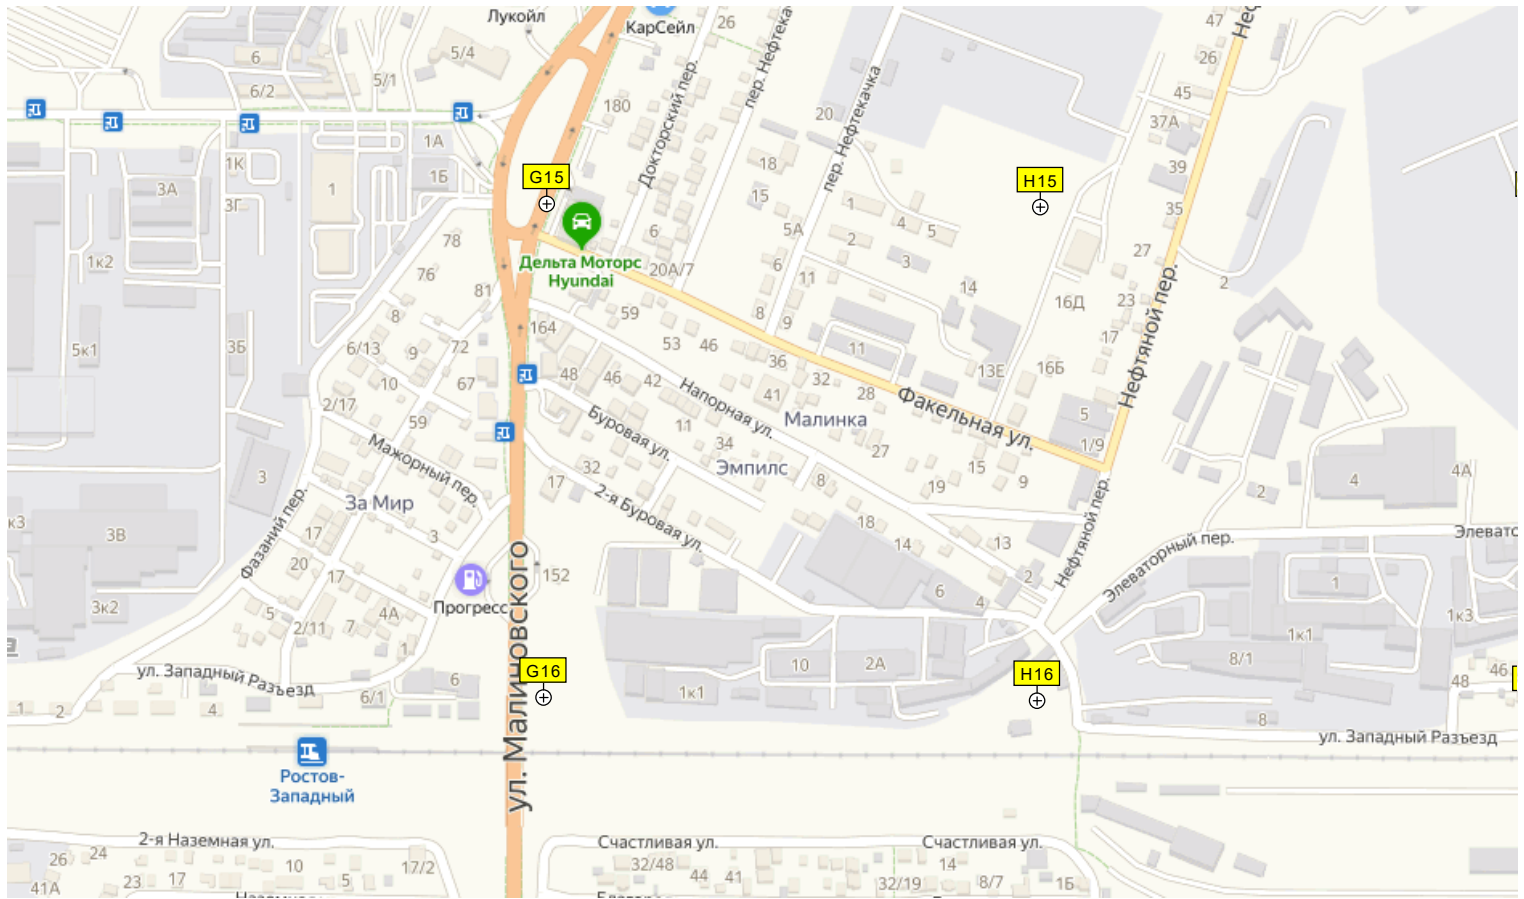 Лукойл
КарСейл
26
47
Неф
5/4
6
5/1
6/2
26
45
180
Докторский пер.
пер. Нефтека
20
пер. Нефтекачка
37А
1А
1К
3А
1
1Б
G15
18
H15
39
3Г
15
1
4
5
35
78
6
5А
2
3
27
1к2
76
Дельта Моторс
Hyundai
20А/7
6
11
14
2
81
16Д
23
Нефтяной пер.
8
59
8
9
164
17
5к1
3Б
6/13
9
72
53
46
11
36
13Е
16Б
10
67
48
46
42
Напорная ул.
41
32
28
Факельная ул.
5
2/17
59
Буровая ул.
11
Малинка
1/9
Мажорный пер.
34
27
3
32
Эмпилс
15
9
4
4А
17
2-я Буровая ул.
8
19
2
За Мир
Фазаний пер.
к3
3В
17
3
18
14
13
Нефтяной пер.
Элеваторный пер.
Элеватс
20
17
152
2
1
Прогресс
6
4
3к2
5
2/11
7
4А
1
1к3
1к1
ул. Малиновского
ул. Западный Разъезд
6
G16
10
2А
H16
8/1
46
48
1
2
4
6/1
1к1
8
ул. Западный Разъезд
Ростов-
Западный
2-я Наземная ул.
Счастливая ул.
Счастливая ул.
26
24
10
17/2
32/48
44
41
14
41А
23
17
5
32/19
8/7
1Б